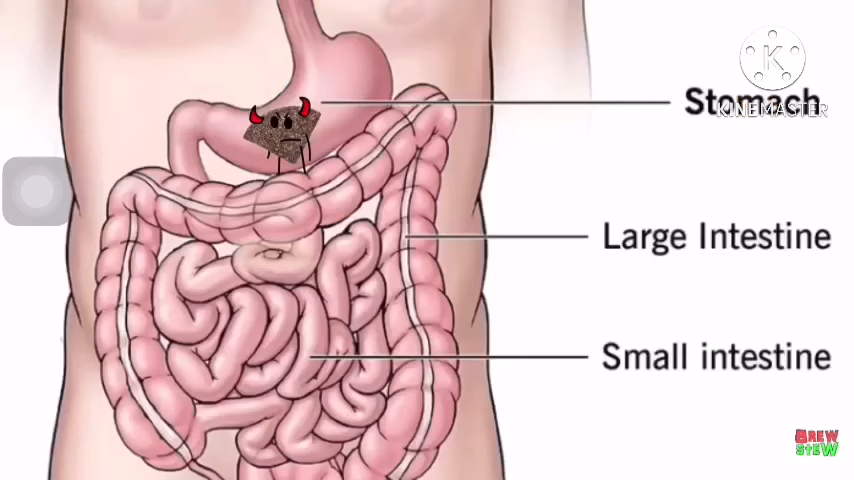 K
Stomach
KINEMASTER
Large Intestine
Small intestine
BREW
STEW